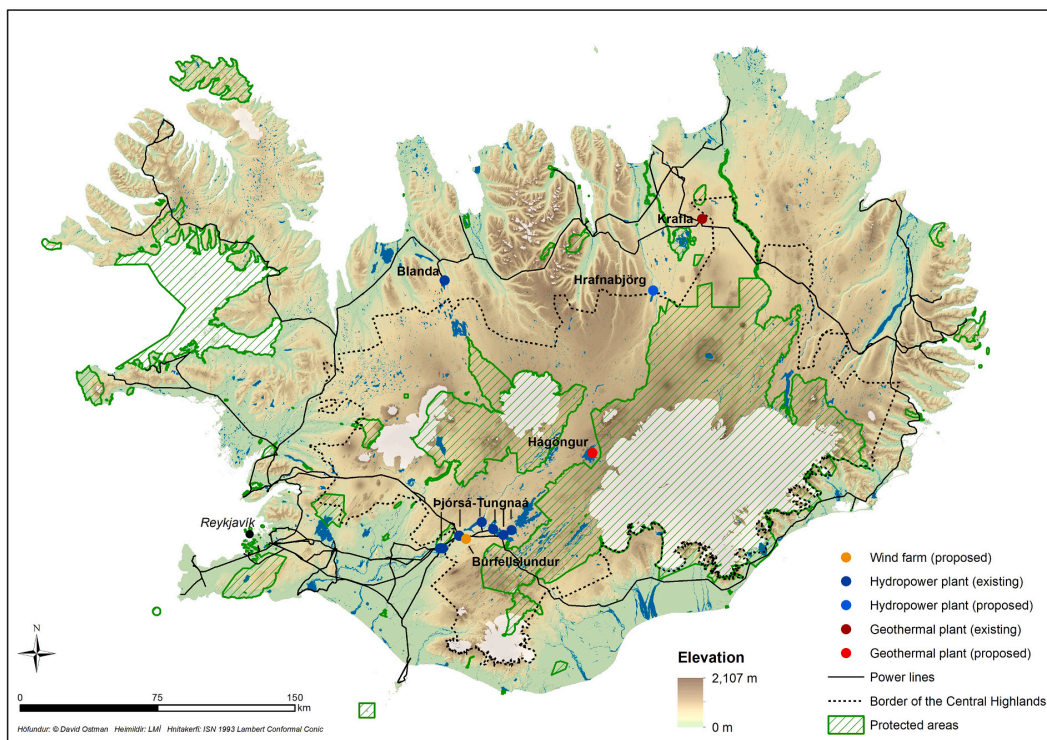 Krafla
Blanda
Hrafnabjörg
Hágöngur
Þjórsá-Tungnaá
Reykjavík
Búrfellslundur
Wind farm (proposed)
Hydropower plant (existing)
Hydropower plant (proposed)
Geothermal plant (existing)
Geothermal plant (proposed)
Power lines
Border of the Central Highlands
Protected areas
Elevation
2,107 m
0 m
N
0 75 150
km
Höfundur: © David Ostman Heimildir: LMÍ Hnitakerfi: ISN 1993 Lambert Conformal Conic